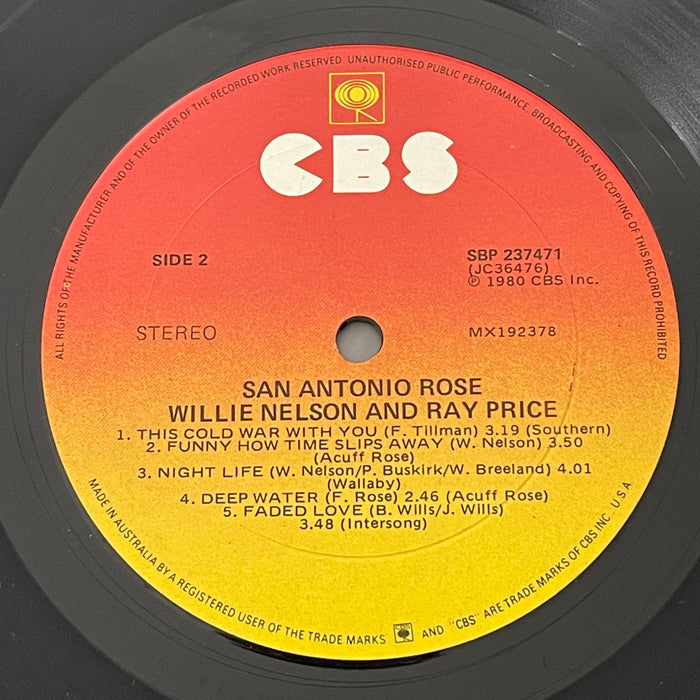 ALL RIGHTS OF THE MANUFACTURER AND OF THE OWNER OF THE RECORDED WORK RESERVED. UNAUTHORISED PUBLIC PERFORMANCE, BROADCASTING AND COPYING OF THIS RECORD PROHIBITED
CBS
SIDE 2
SBP 237471
(JC36476)
℗ 1980 CBS Inc.
STEREO
MX192378
SAN ANTONIO ROSE
WILLIE NELSON AND RAY PRICE
1. THIS COLD WAR WITH YOU (F. Tillman) 3.19 (Southern)
2. FUNNY HOW TIME SLIPS AWAY (W. Nelson) 3.50
(Acuff Rose)
3. NIGHT LIFE (W. Nelson/P. Buskirk/W. Breeland) 4.01
(Wallaby)
4. DEEP WATER (F. Rose) 2.46 (Acuff Rose)
5. FADED LOVE (B. Wills/J. Wills)
3.48 (Intersong)
MADE IN AUSTRALIA BY A REGISTERED USER OF THE TRADE MARKS CBS AND "CBS" ARE TRADE MARKS OF CBS INC. U.S.A.